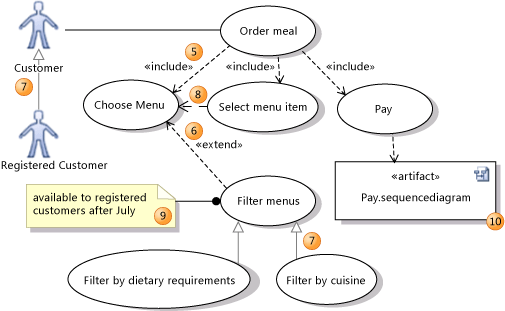 Order meal
5
Customer
«include»
«include»
«include»
7
8
Choose Menu
Select menu item
Pay
6
«extend»
Registered Customer
«artifact»
Pay.sequencediagram
available to registered
customers after July
9
Filter menus
10
7
Filter by dietary requirements
Filter by cuisine